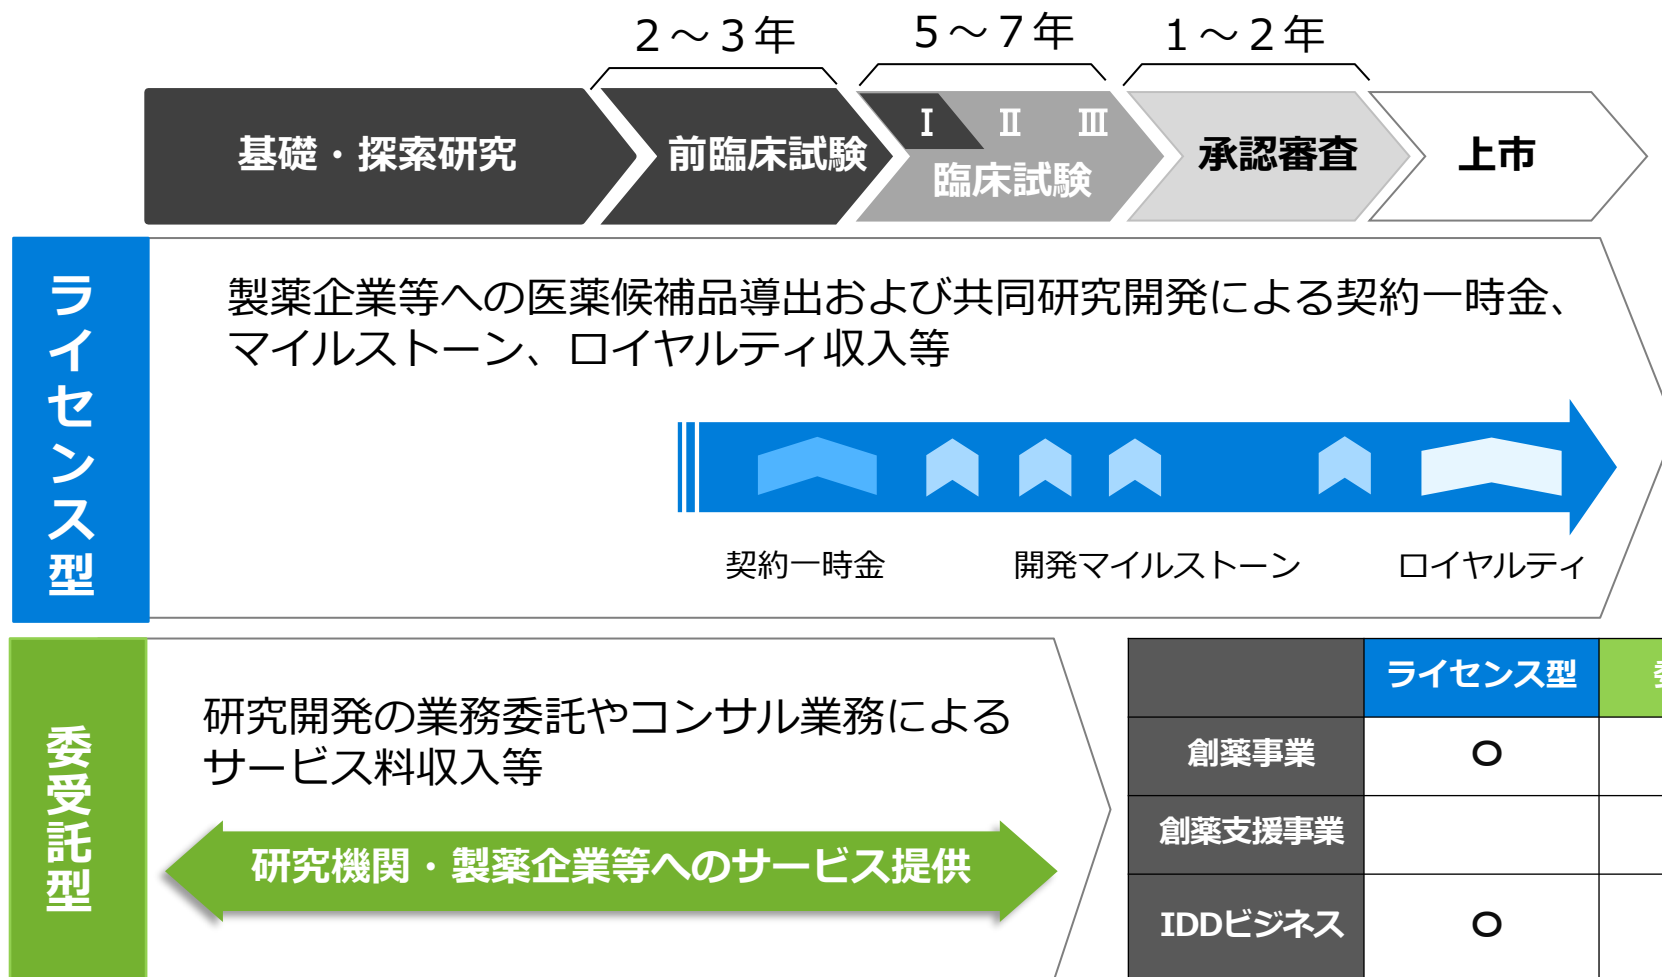 ２～３年
５～７年
１～２年
基礎・探索研究
前臨床試験
Ⅰ Ⅱ Ⅲ
臨床試験
承認審査
上市
ライセンス型
製薬企業等への医薬候補品導出および共同研究開発による契約一時金、
マイルストーン、ロイヤルティ収入等
契約一時金
開発マイルストーン
ロイヤルティ
委受託型
研究開発の業務委託やコンサル業務による
サービス料収入等
研究機関・製薬企業等へのサービス提供
ライセンス型
創薬事業 ○
創薬支援事業
IDDビジネス ○